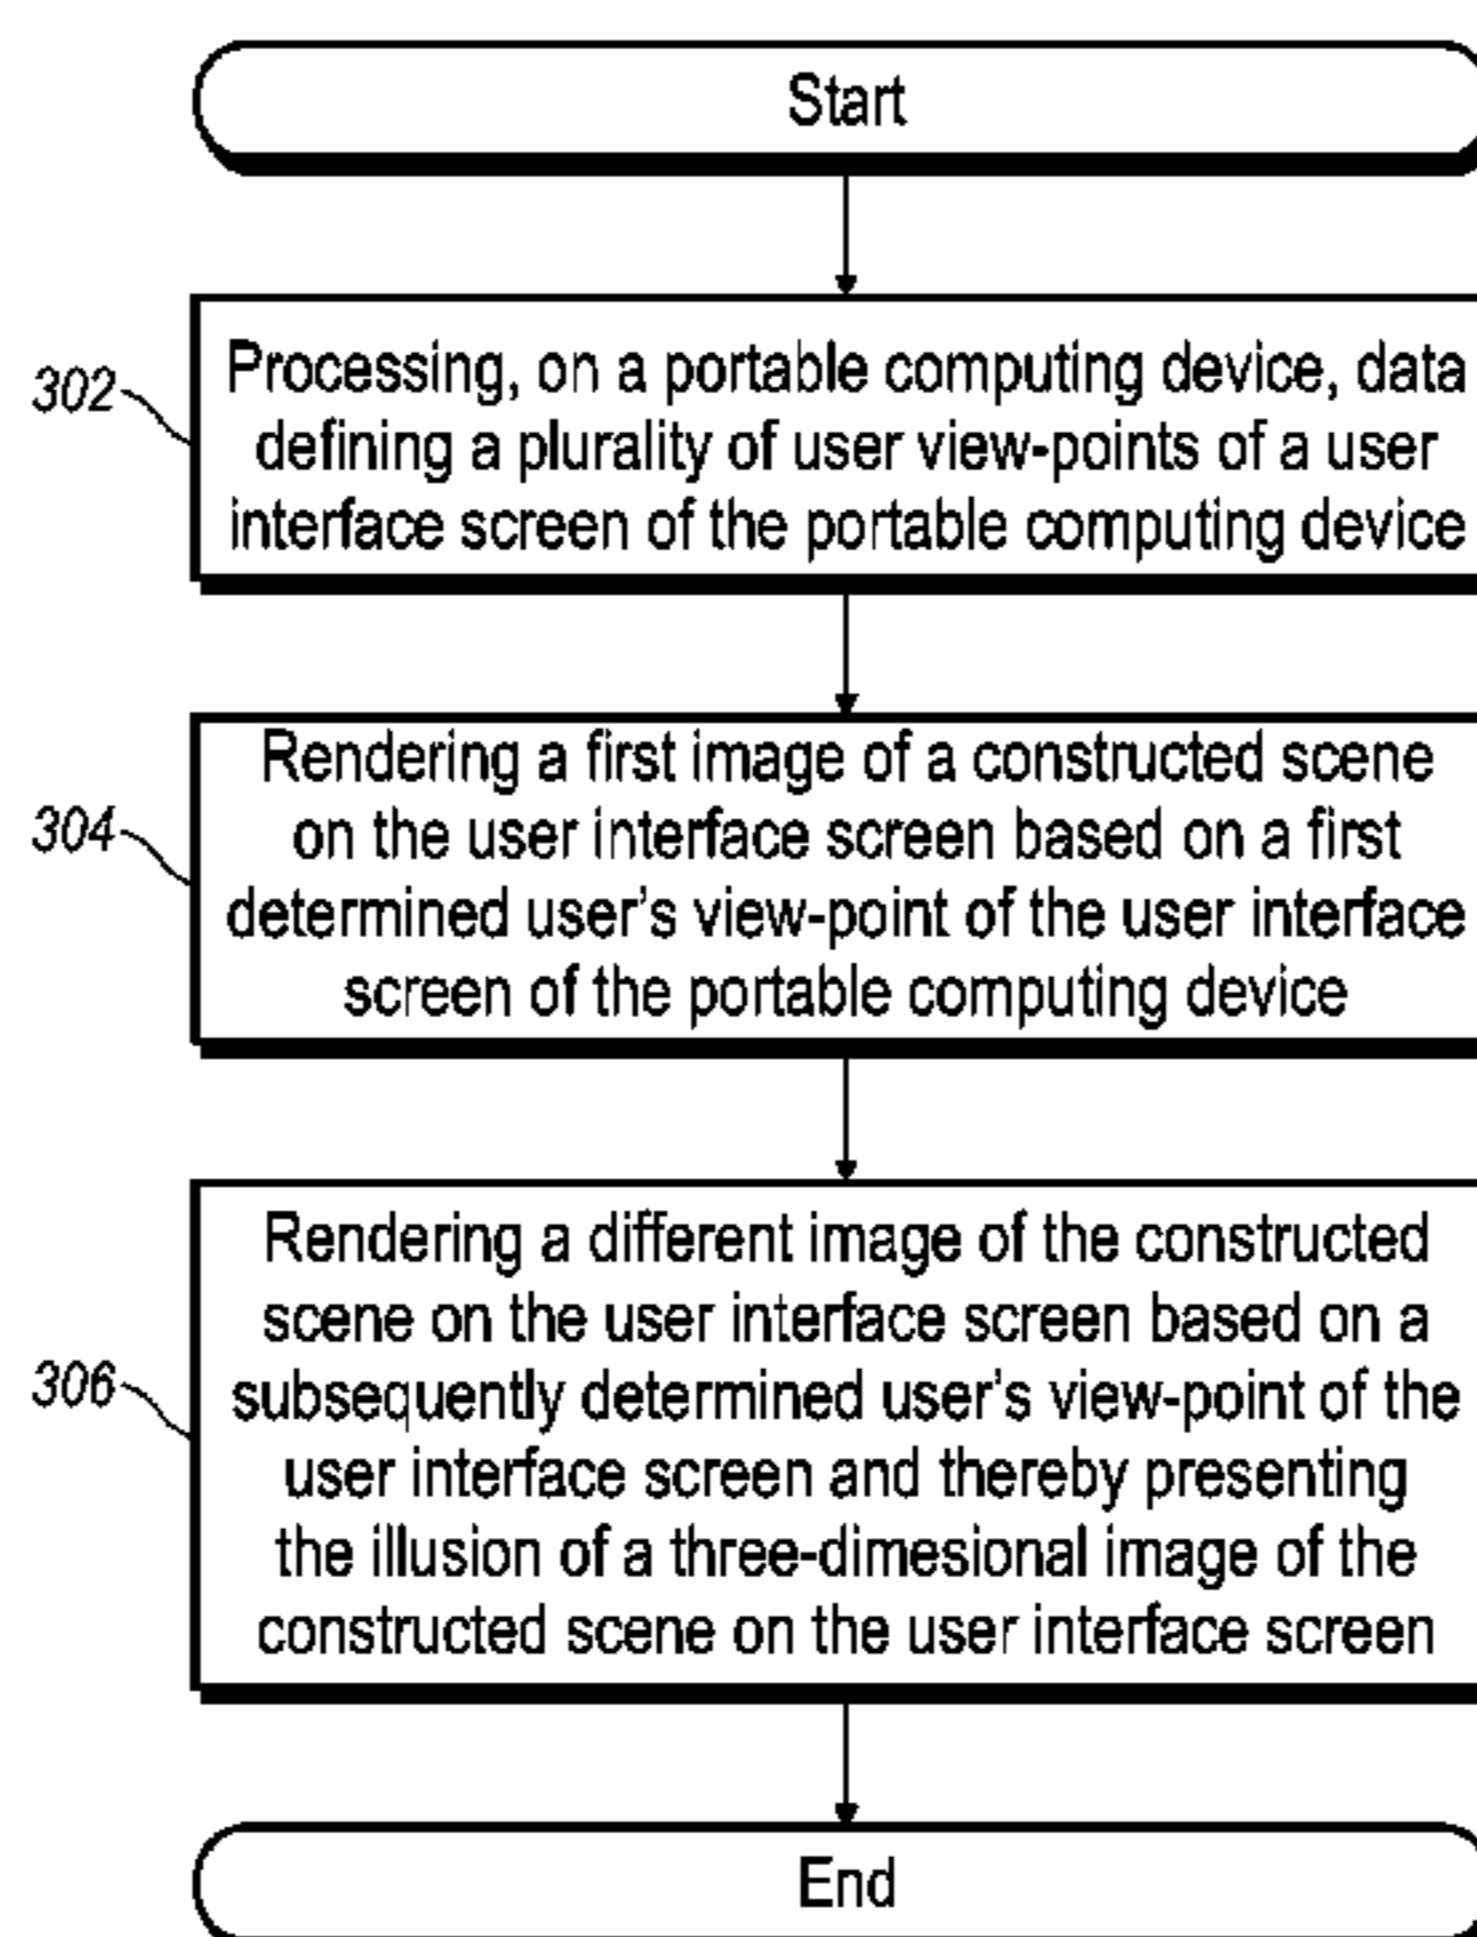 Start
302
Processing, on a portable computing device, data
defining a plurality of user view-points of a user
interface screen of the portable computing device
304
Rendering a first image of a constructed scene
on the user interface screen based on a first
determined user's view-point of the user interface
screen of the portable computing device
306
Rendering a different image of the constructed
scene on the user interface screen based on a
subsequently determined user's view-point of the
user interface screen and thereby presenting
the illusion of a three-dimesional image of the
constructed scene on the user interface screen
End